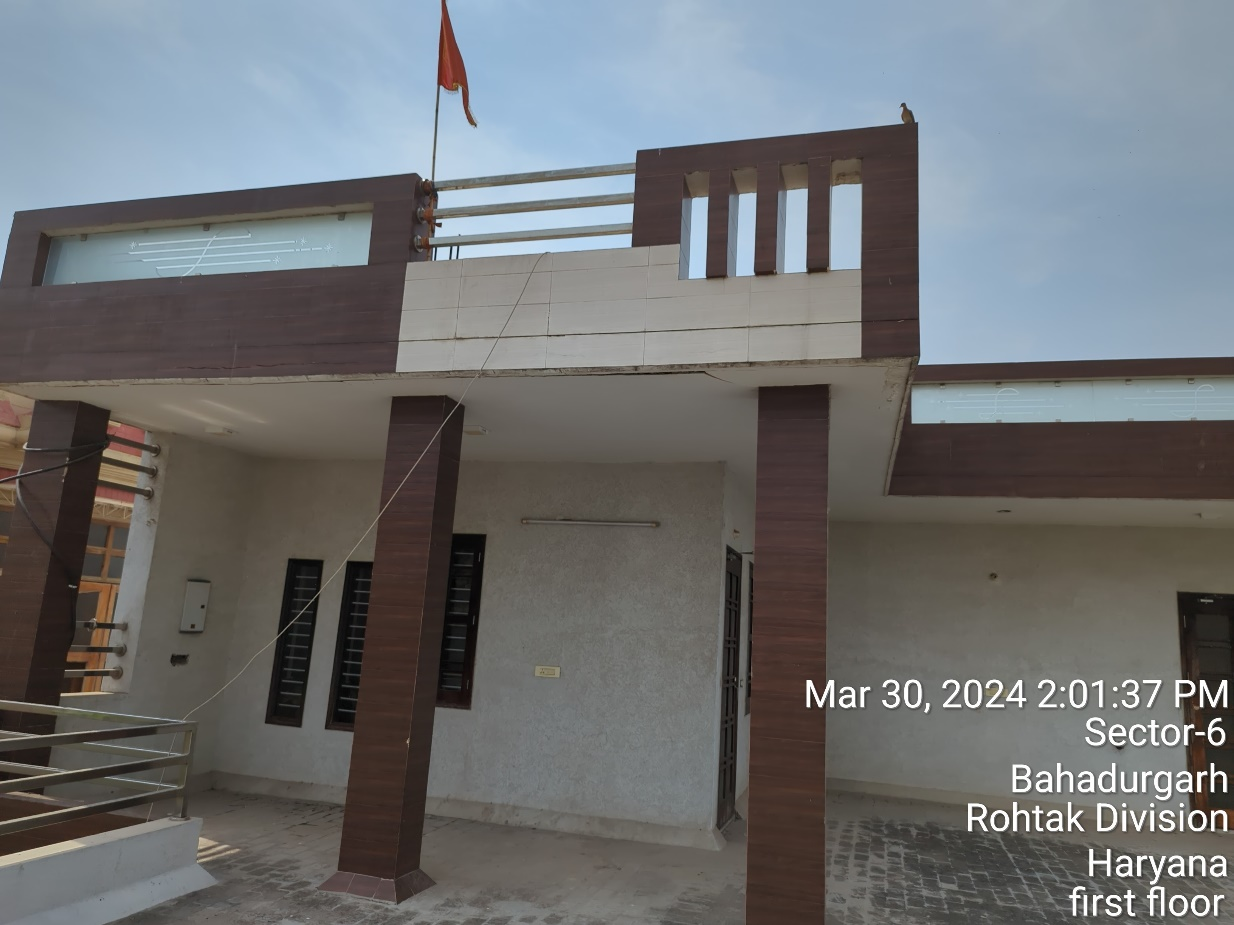 Mar 30, 2024 2:01:37 PM
Sector-6
Bahadurgarh
Rohtak Division
Haryana
first floor